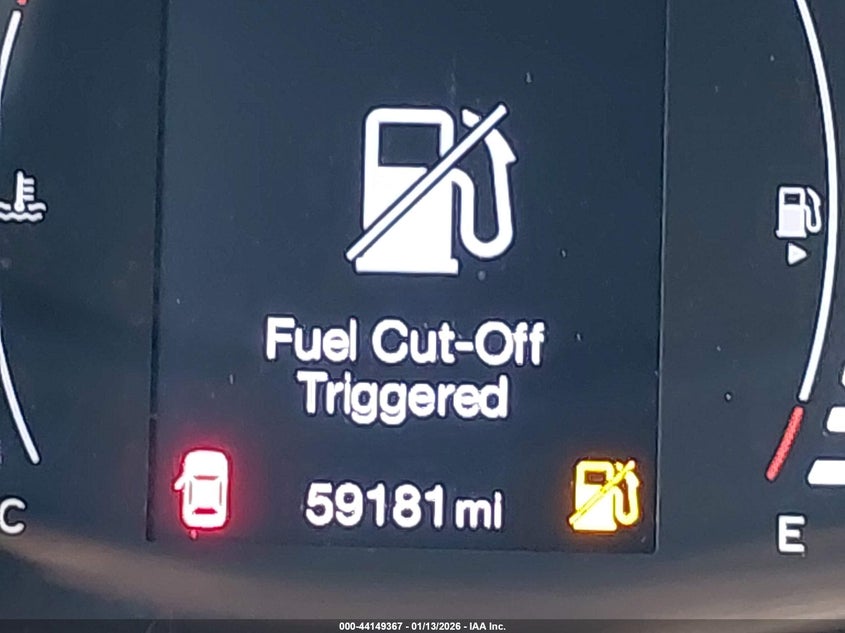 Fuel Cut-Off
Triggered
59181 mi
C
E
000-44149367 - 01/13/2026 - IAA Inc.